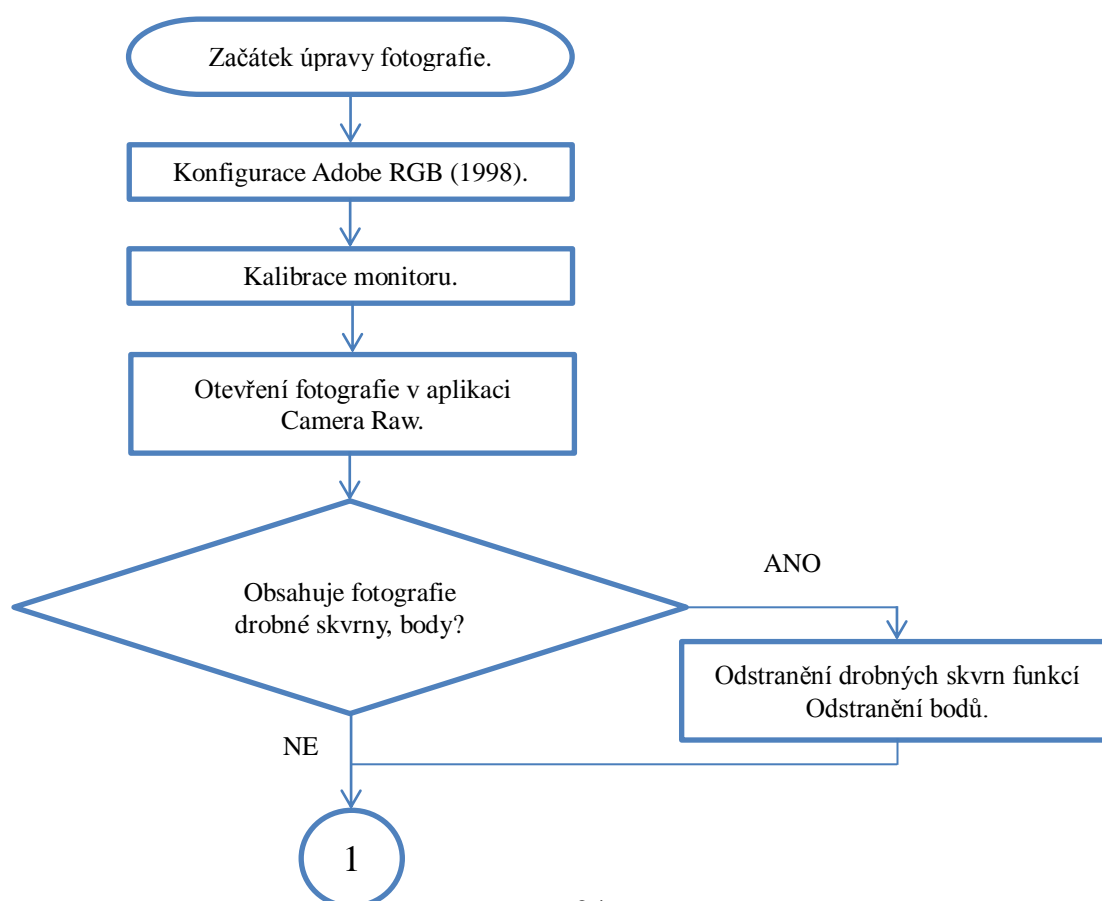 Začátek úpravy fotografie.
Konfigurace Adobe RGB (1998).
Kalibrace monitoru.
Otevření fotografie v aplikaci
Camera Raw.
Obsahuje fotografie
drobné skvrny, body?
ANO
Odstranění drobných skvrn funkcí
Odstranění bodů.
NE
1